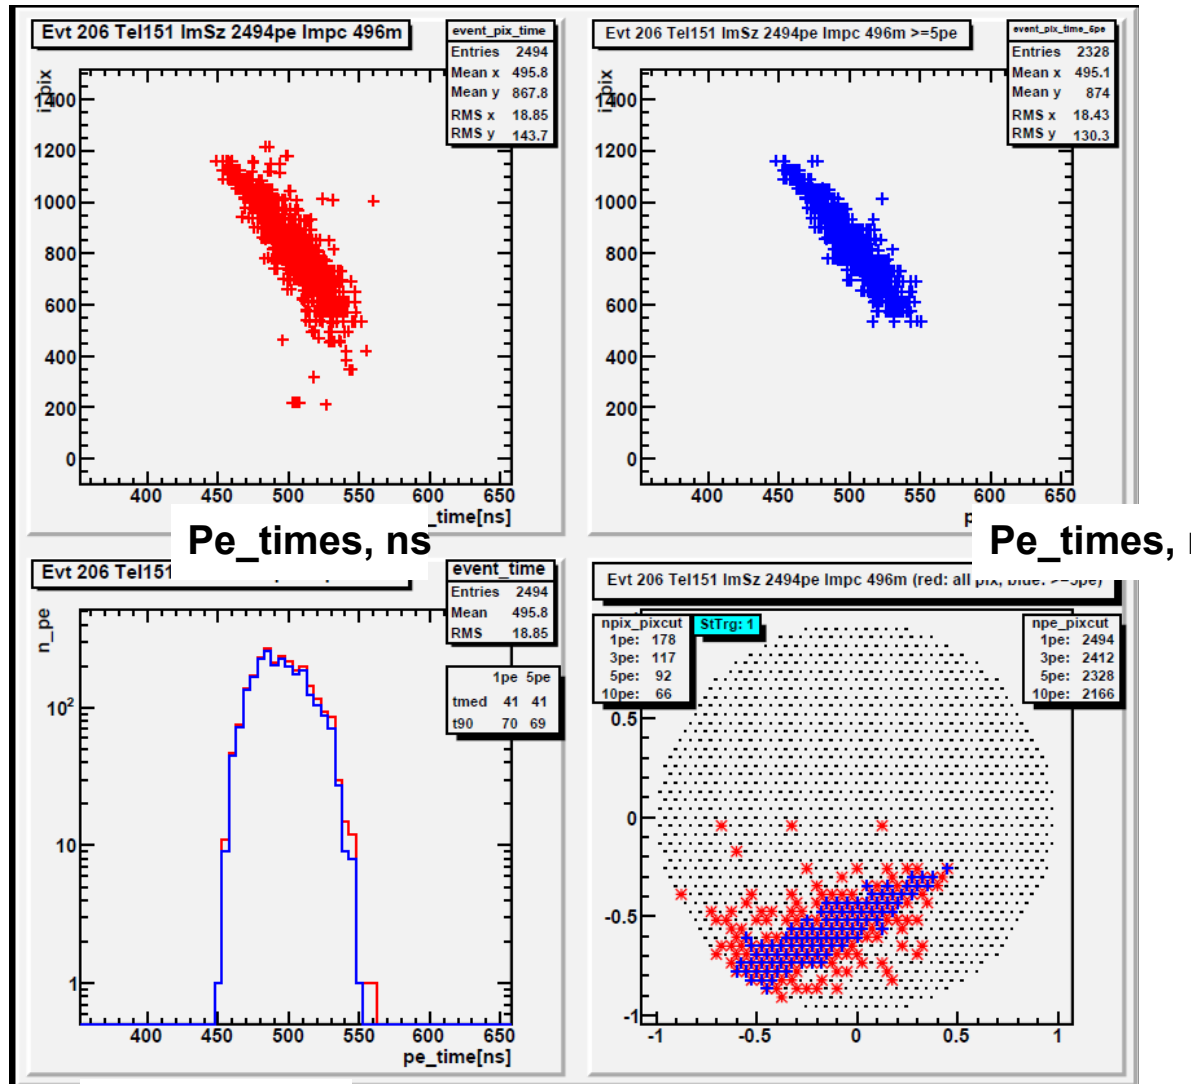 Evt 206 Tel151 ImSz 2494pe Impc 496m
event_pix_time
Entries 2494
Mean x 495.8
Mean y 867.8
RMS x 18.85
RMS y 143.7
1400
1200
1000
800
600
400
200
0
400 450 500 550 600 650
_time[ns]
Pe_times, ns
Evt 206 Tel151 ImSz 2494pe Impc 496m >=5pe
event_pix_time_5pe
Entries 2328
Mean x 495.1
Mean y 874
RMS x 18.43
RMS y 130.3
1400
1200
1000
800
600
400
200
0
400 450 500 550 600 650
Pe_times,
Evt 206 Tel151
event_time
Entries 2494
Mean 495.8
RMS 18.85
1pe 5pe
tmed 41 41
t90 70 69
n_pe
10²
10
1
400 450 500 550 600 650
pe_time[ns]
Evt 206 Tel151 ImSz 2494pe Impc 496m (red: all pix, blue: >=5pe)
npix_pixcut
1pe: 178
3pe: 117
5pe: 92
10pe: 66
StTrg: 1
npe_pixcut
1pe: 2494
3pe: 2412
5pe: 2328
10pe: 2166
0.5
0
-0.5
-1
-1 -0.5 0 0.5 1